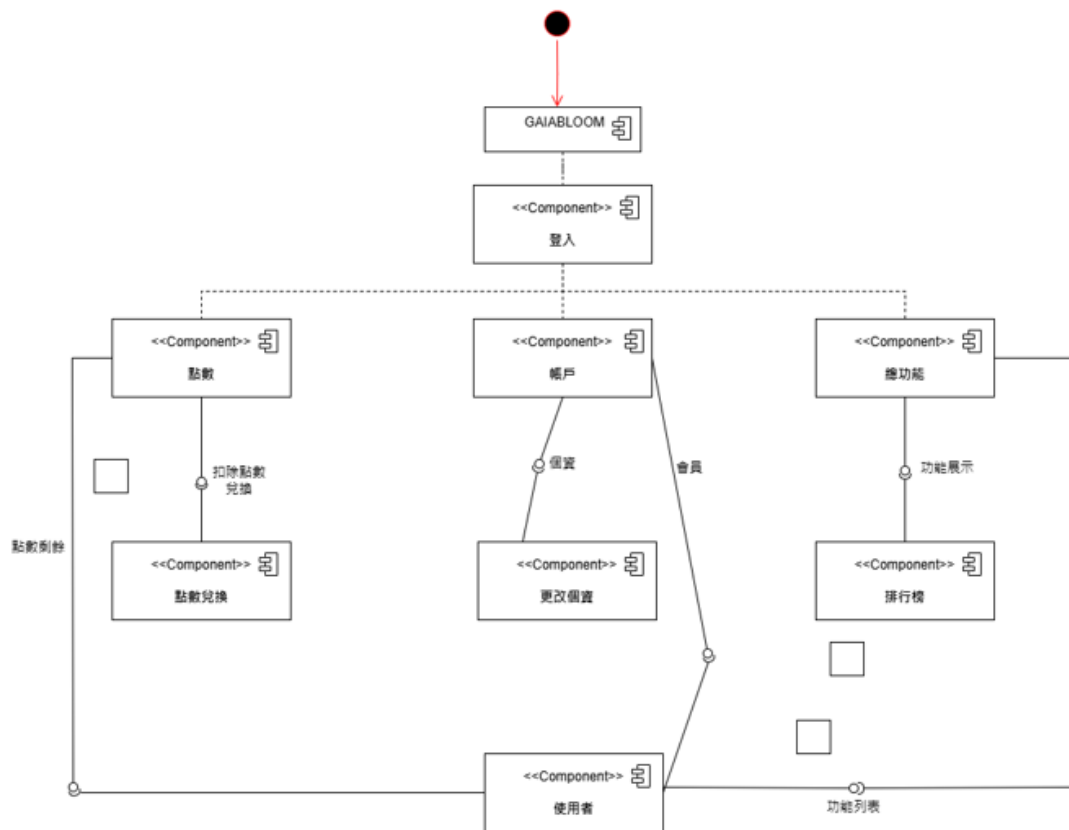 GAIABLOOM
<<Component>>
登入
<<Component>>
點數
<<Component>>
帳戶
<<Component>>
總功能
扣除點數
兌換
個資
會員
功能展示
點數剩餘
<<Component>>
點數兌換
<<Component>>
更改個資
<<Component>>
排行榜
<<Component>>
使用者
功能列表